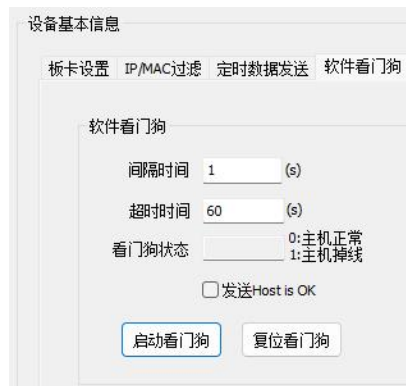 设备基本信息
板卡设置 IP/MAC过滤 定时数据发送 软件看门狗
软件看门狗
间隔时间 1 (s)
超时时间 60 (s)
看门狗状态 0:主机正常
1:主机掉线
发送Host is OK
启动看门狗 复位看门狗